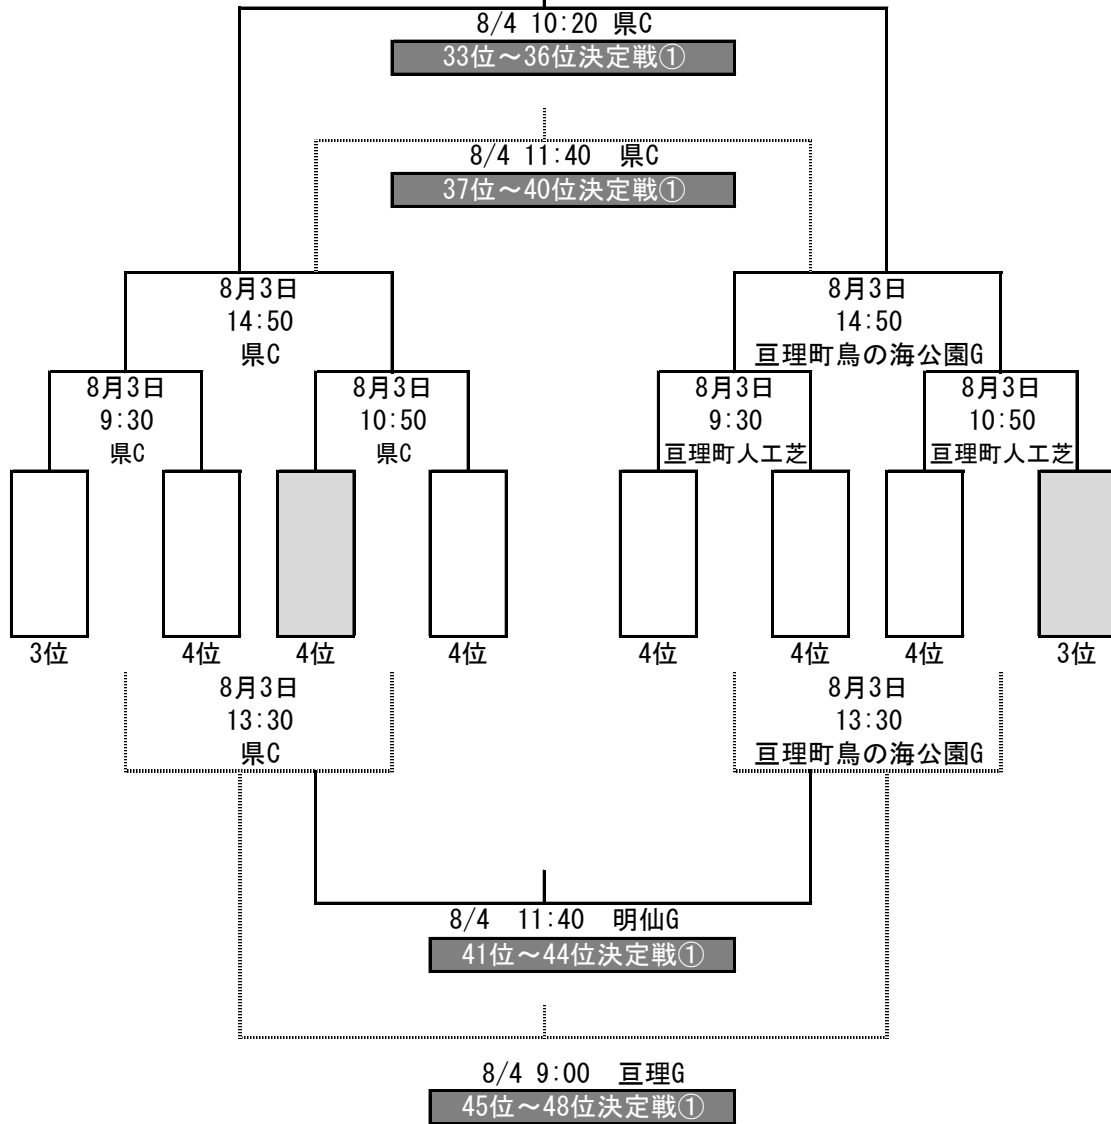 8/4 10:20 県C
33位～36位決定戦①
8/4 11:40 県C
37位～40位決定戦①
8月3日
14:50
県C
8月3日
14:50
亘理町鳥の海公園G
8月3日
9:30
県C
8月3日
10:50
県C
8月3日
9:30
亘理町人工芝
8月3日
10:50
亘理町人工芝
3位
4位
4位
4位
4位
4位
4位
3位
8月3日
13:30
県C
8月3日
13:30
亘理町鳥の海公園G
8/4 11:40 明仙G
41位～44位決定戦①
8/4 9:00 亘理G
45位～48位決定戦①